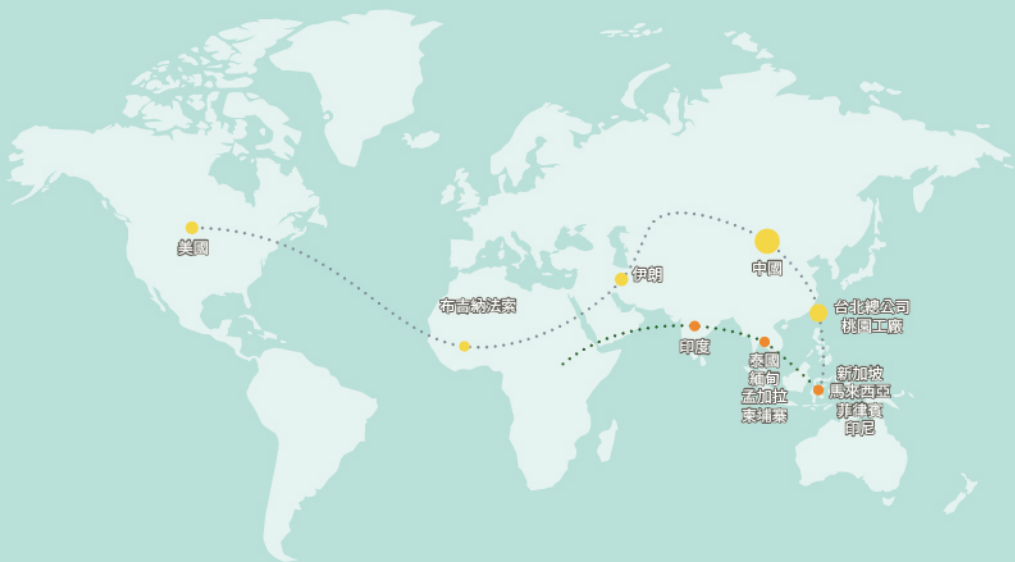 美國
布吉納法索
伊朗
中國
台北總公司
桃園工廠
印度
泰國
緬甸
孟加拉
柬埔寨
新加坡
馬來西亞
菲律賓
印尼